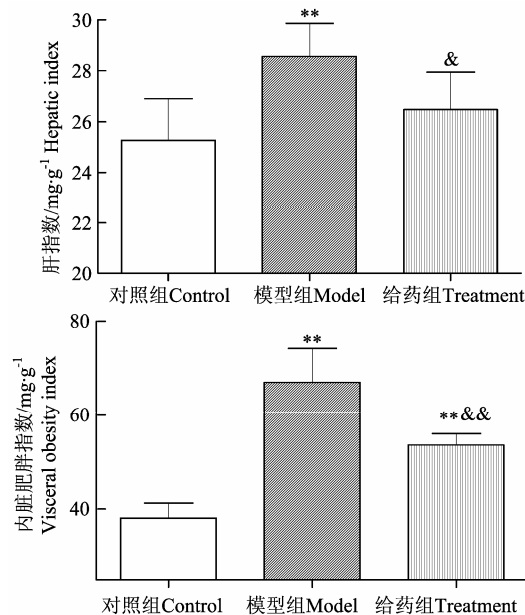 肝指数/mg·g-1 Hepatic index
30
28
26
24
22
20
**
&
对照组Control
模型组Model
给药组Treatment
内脏肥胖指数/mg·g-1
Visceral obesity index
80
60
40
**
**&&
对照组Control
模型组Model
给药组Treatment